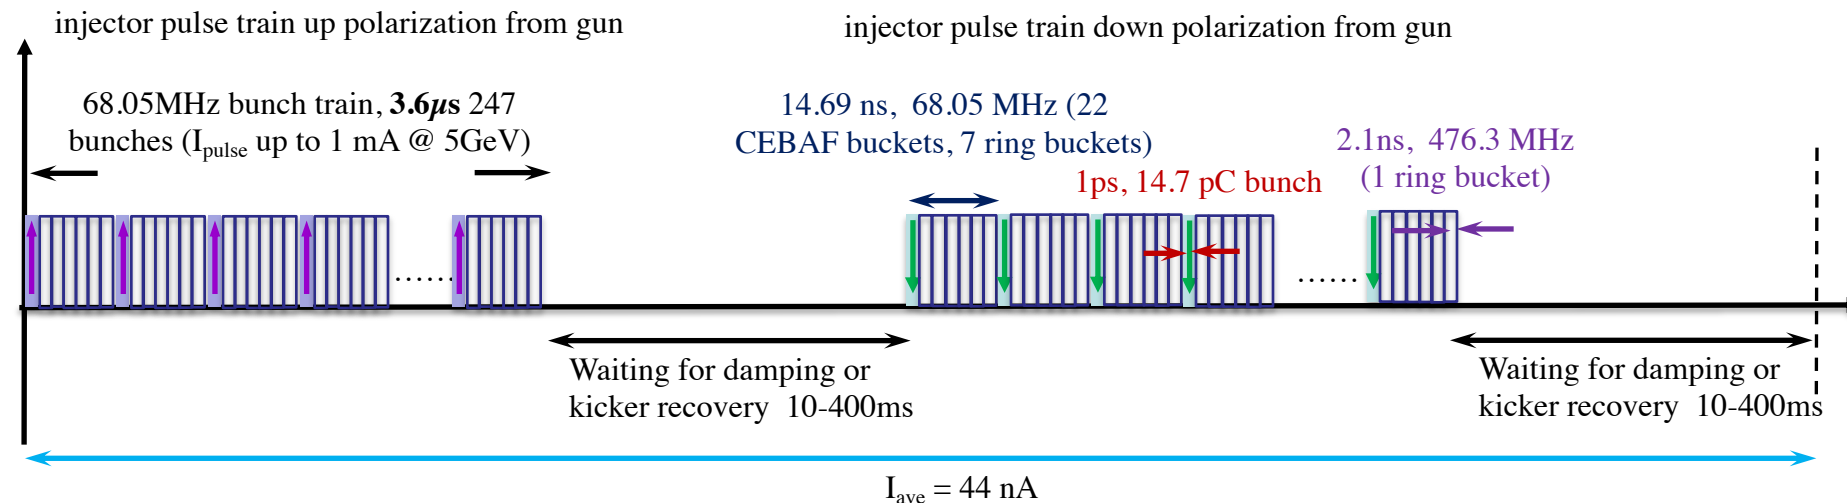 injector pulse train up polarization from gun
injector pulse train down polarization from gun
68.05MHz bunch train, 3.6μs 247
bunches (Ipulse up to 1 mA @ 5GeV)
14.69 ns, 68.05 MHz (22
CEBAF buckets, 7 ring buckets)
2.1ns, 476.3 MHz
(1 ring bucket)
1ps, 14.7 pC bunch
......
......
Waiting for damping or
kicker recovery 10-400ms
Waiting for damping or
kicker recovery 10-400ms
Iave = 44 nA